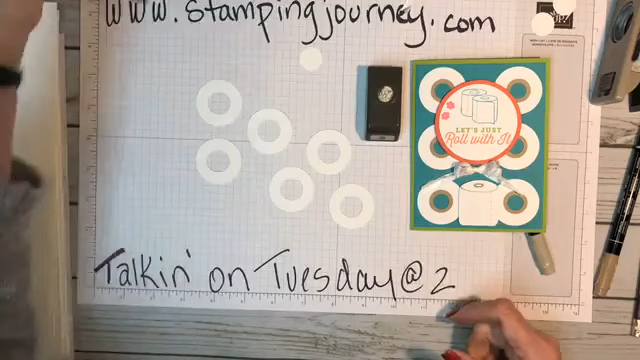 www.stampingjourney.com
LET'S JUST
Roll with It
Talkin' on Tuesday@2